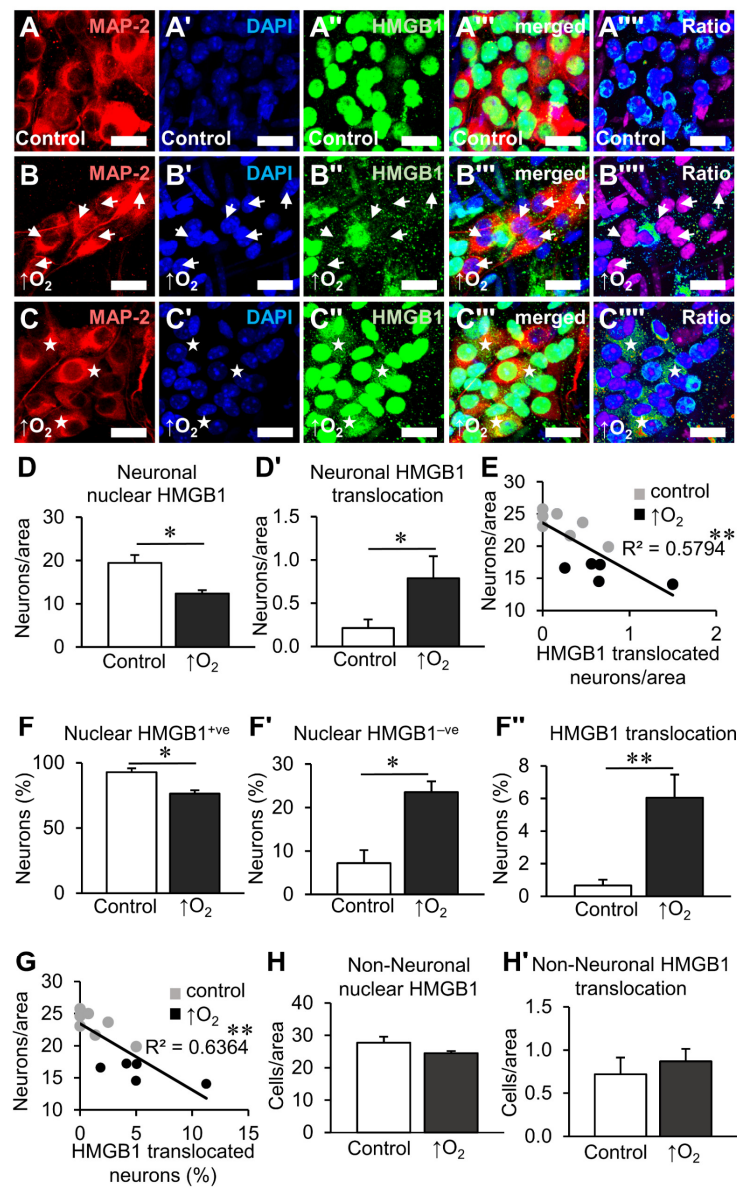 A MAP-2 A' DAPI A'' HMGB1 A''' merged A'''' Ratio
Control Control Control Control Control
B MAP-2 B' DAPI B'' HMGB1 B''' merged B'''' Ratio
↑O₂ ↑O₂ ↑O₂ ↑O₂ ↑O₂
C MAP-2 C' DAPI C'' HMGB1 C''' merged C'''' Ratio
↑O₂ ↑O₂ ↑O₂ ↑O₂ ↑O₂
D Neuronal
nuclear HMGB1
Neurons/area
30
20
10
0
*
Control ↑O₂
D' Neuronal HMGB1
translocation
Neurons/area
1.5
1.0
0.5
0.0
*
Control ↑O₂
E
Neurons/area
30
25
20
15
10
control
↑O₂
**
R² = 0.5794
0 1 2
HMGB1 translocated
neurons/area
F Nuclear HMGB1⁺ᵛᵉ
Neurons (%)
100
50
0
*
Control ↑O₂
F' Nuclear HMGB1⁻ᵛᵉ
Neurons (%)
30
20
10
0
*
Control ↑O₂
F'' HMGB1 translocation
Neurons (%)
8
6
4
2
0
**
Control ↑O₂
G
Neurons/area
30
25
20
15
10
control
↑O₂
**
R² = 0.6364
0 5 10 15
HMGB1 translocated
neurons (%)
H Non-Neuronal
nuclear HMGB1
Cells/area
40
30
20
10
0
Control ↑O₂
H' Non-Neuronal HMGB1
translocation
Cells/area
1.5
1.0
0.5
0.0
Control ↑O₂